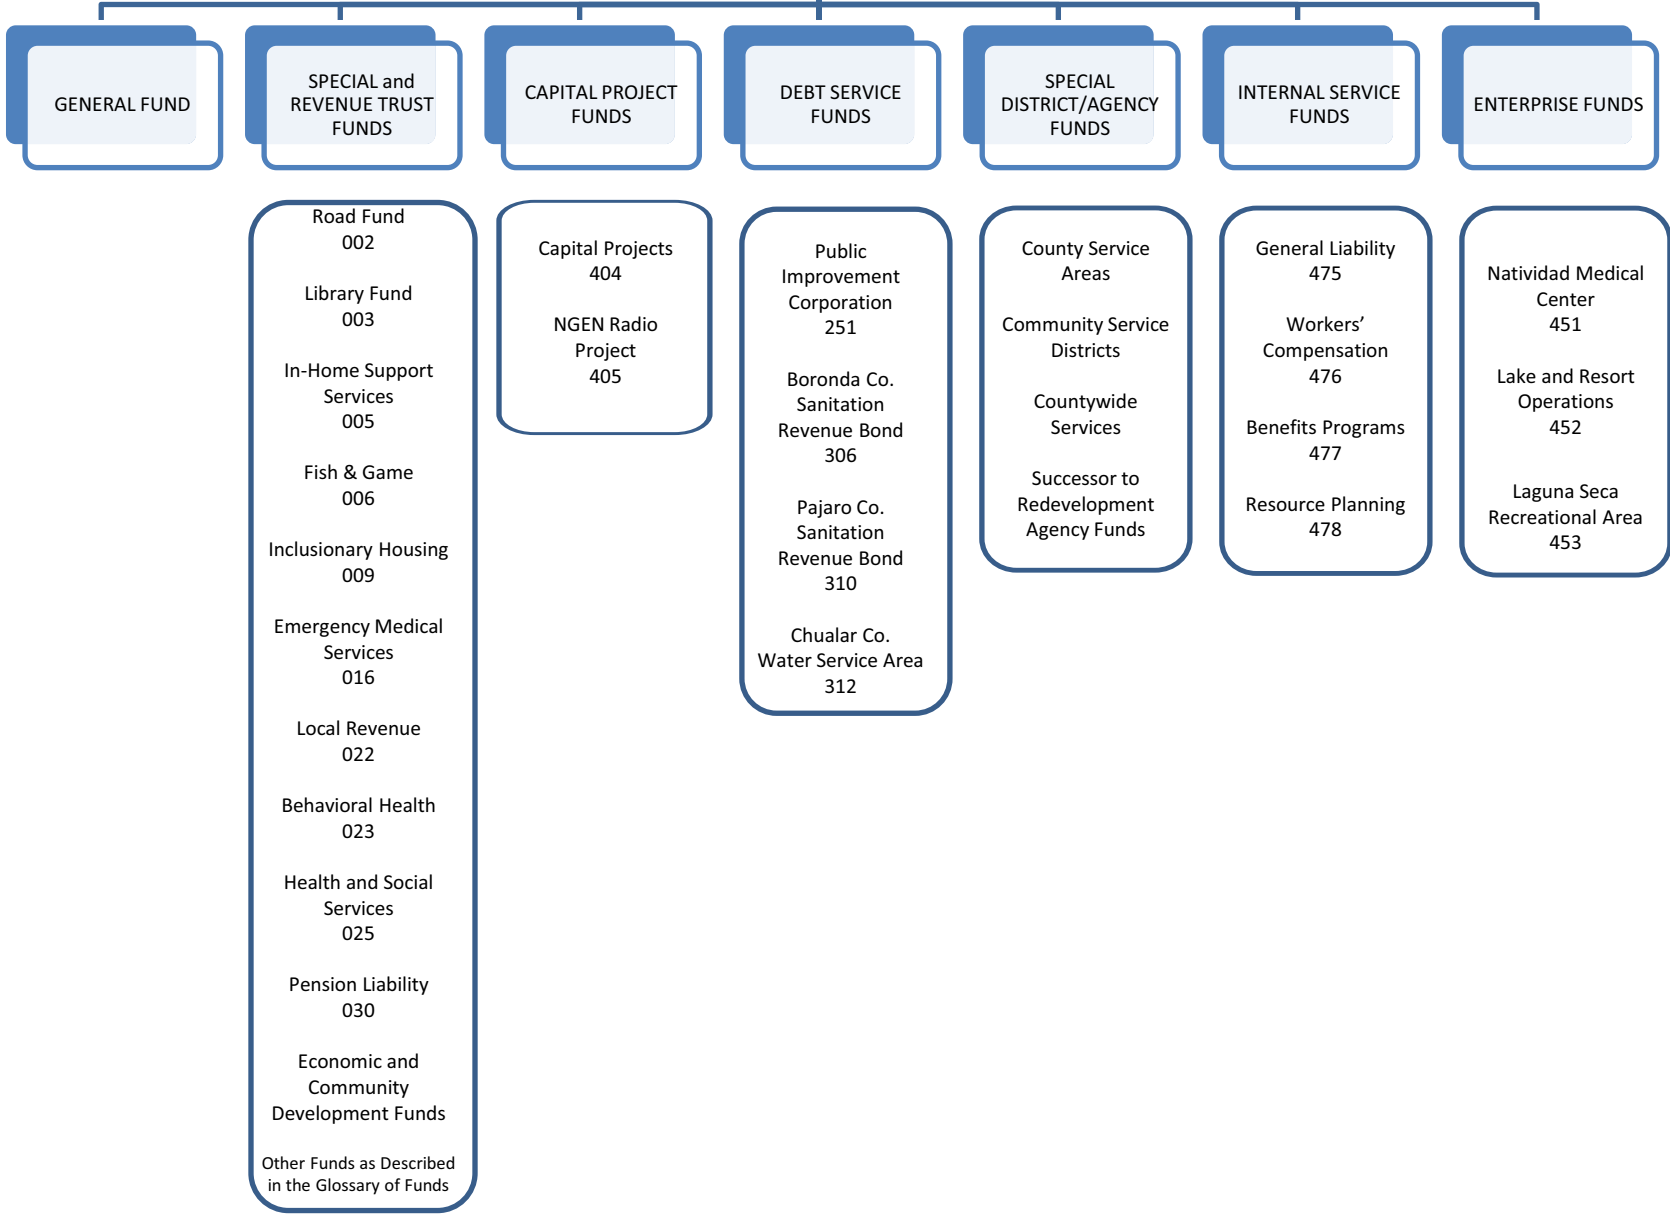 GENERAL FUND
SPECIAL and
REVENUE TRUST
FUNDS
CAPITAL PROJECT
FUNDS
DEBT SERVICE
FUNDS
SPECIAL
DISTRICT/AGENCY
FUNDS
INTERNAL SERVICE
FUNDS
ENTERPRISE FUNDS
Road Fund
002
Library Fund
003
In-Home Support
Services
005
Fish & Game
006
Inclusionary Housing
009
Emergency Medical
Services
016
Local Revenue
022
Behavioral Health
023
Health and Social
Services
025
Pension Liability
030
Economic and
Community
Development Funds
Other Funds as Described
in the Glossary of Funds
Capital Projects
404
NGEN Radio
Project
405
Public
Improvement
Corporation
251
Boronda Co.
Sanitation
Revenue Bond
306
Pajaro Co.
Sanitation
Revenue Bond
310
Chualar Co.
Water Service Area
312
County Service
Areas
Community Service
Districts
Countywide
Services
Successor to
Redevelopment
Agency Funds
General Liability
475
Workers’
Compensation
476
Benefits Programs
477
Resource Planning
478
Natividad Medical
Center
451
Lake and Resort
Operations
452
Laguna Seca
Recreational Area
453